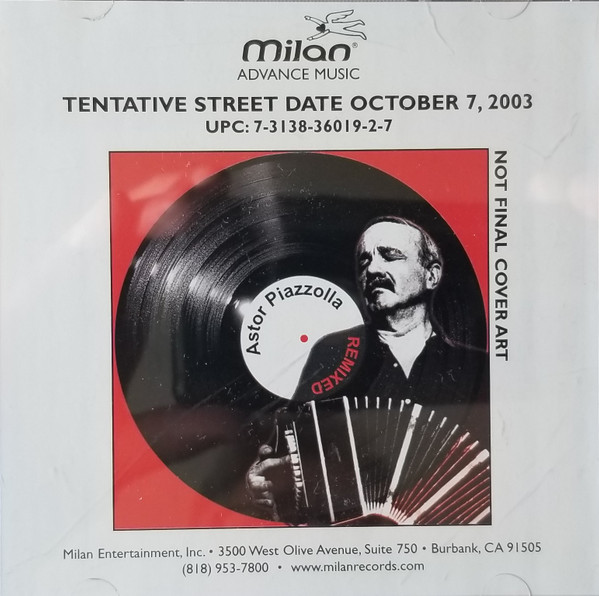 milan®
ADVANCE MUSIC
TENTATIVE STREET DATE OCTOBER 7, 2003
UPC: 7-3138-36019-2-7
NOT FINAL COVER ART
Astor Piazzolla
REMIXED
Milan Entertainment, Inc. • 3500 West Olive Avenue, Suite 750 • Burbank, CA 91505
(818) 953-7800 • www.milanrecords.com